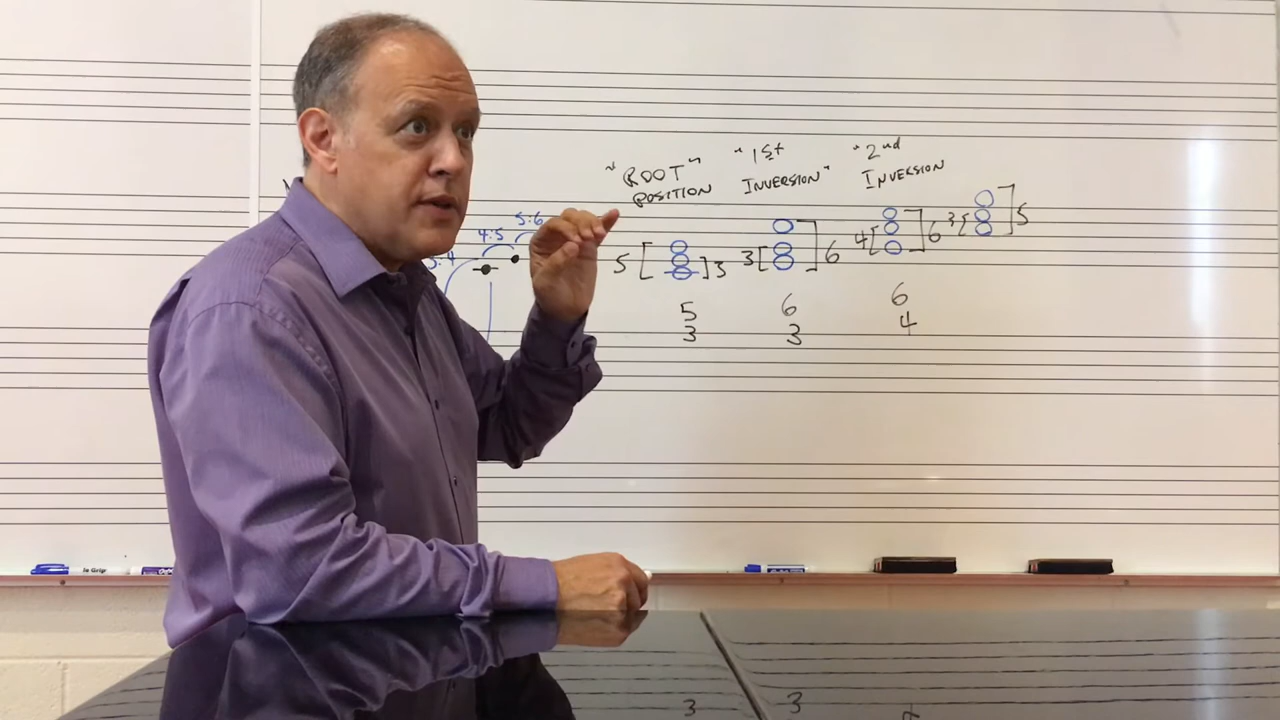 "ROOT" POSITION
"1st INVERSION"
"2nd INVERSION
4:5 5:6
5 3 3 6 4 6 3 5
5 6 6
3 3 4